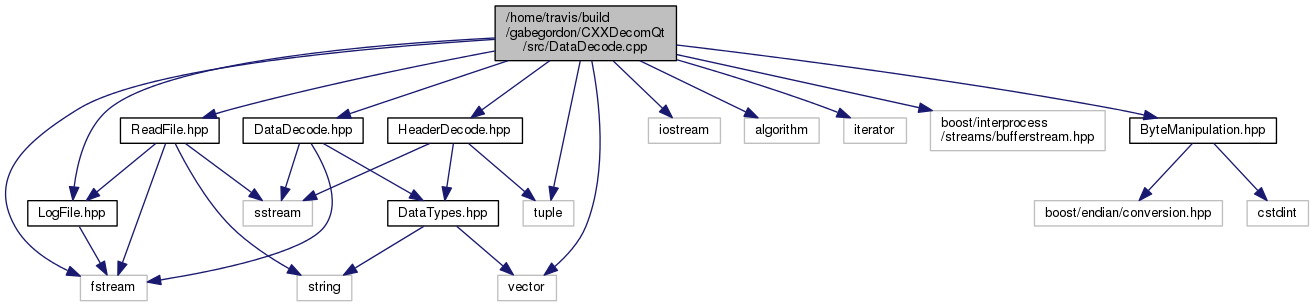 /home/travis/build
/gabegordon/CXXDecomQt
/src/DataDecode.cpp
ReadFile.hpp
DataDecode.hpp
HeaderDecode.hpp
iostream
algorithm
iterator
boost/interprocess
/streams/bufferstream.hpp
ByteManipulation.hpp
LogFile.hpp
sstream
DataTypes.hpp
tuple
boost/endian/conversion.hpp
cstdint
fstream
string
vector